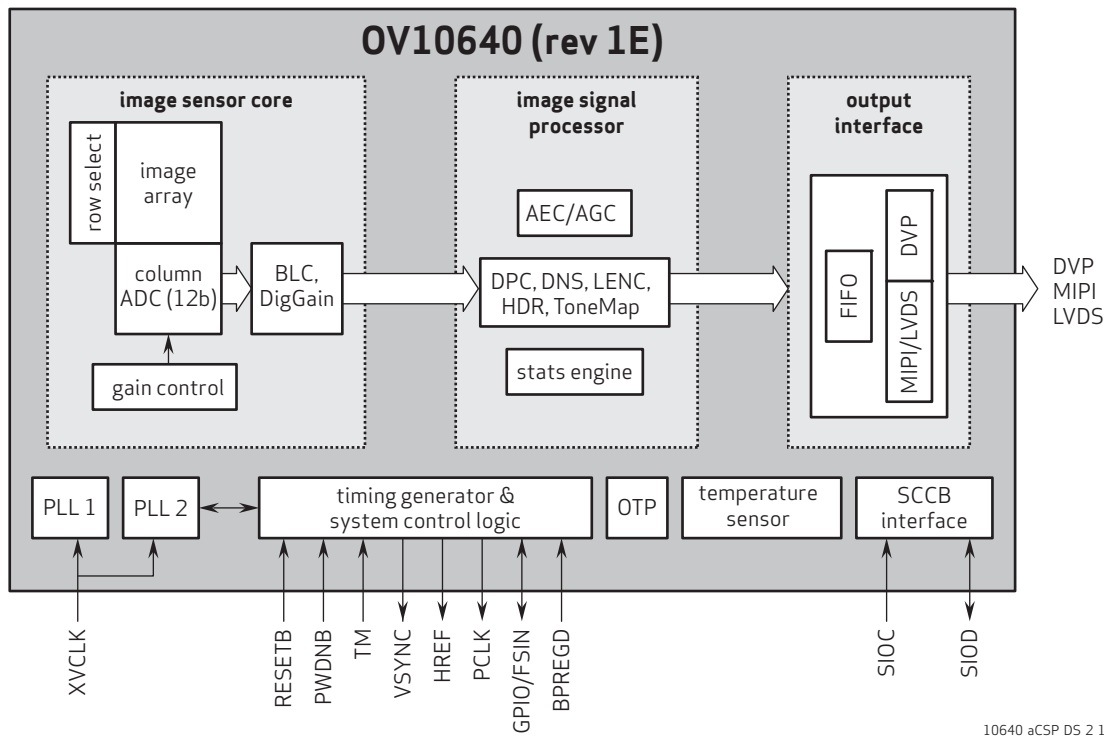 OV10640 (rev 1E)
image sensor core
row select
image
array
column
ADC (12b)
BLC,
DigGain
gain control
image signal
processor
AEC/AGC
DPC, DNS, LENC,
HDR, ToneMap
stats engine
output
interface
FIFO
DVP
MIPI/LVDS
DVP
MIPI
LVDS
PLL 1
PLL 2
timing generator &
system control logic
OTP
temperature
sensor
SCCB
interface
XVCLK
RESETB
PWDNB
TM
VSYNC
HREF
PCLK
GPIO/FSIN
BPREGD
SIOC
SIOD
10640 aCSP DS 2 1